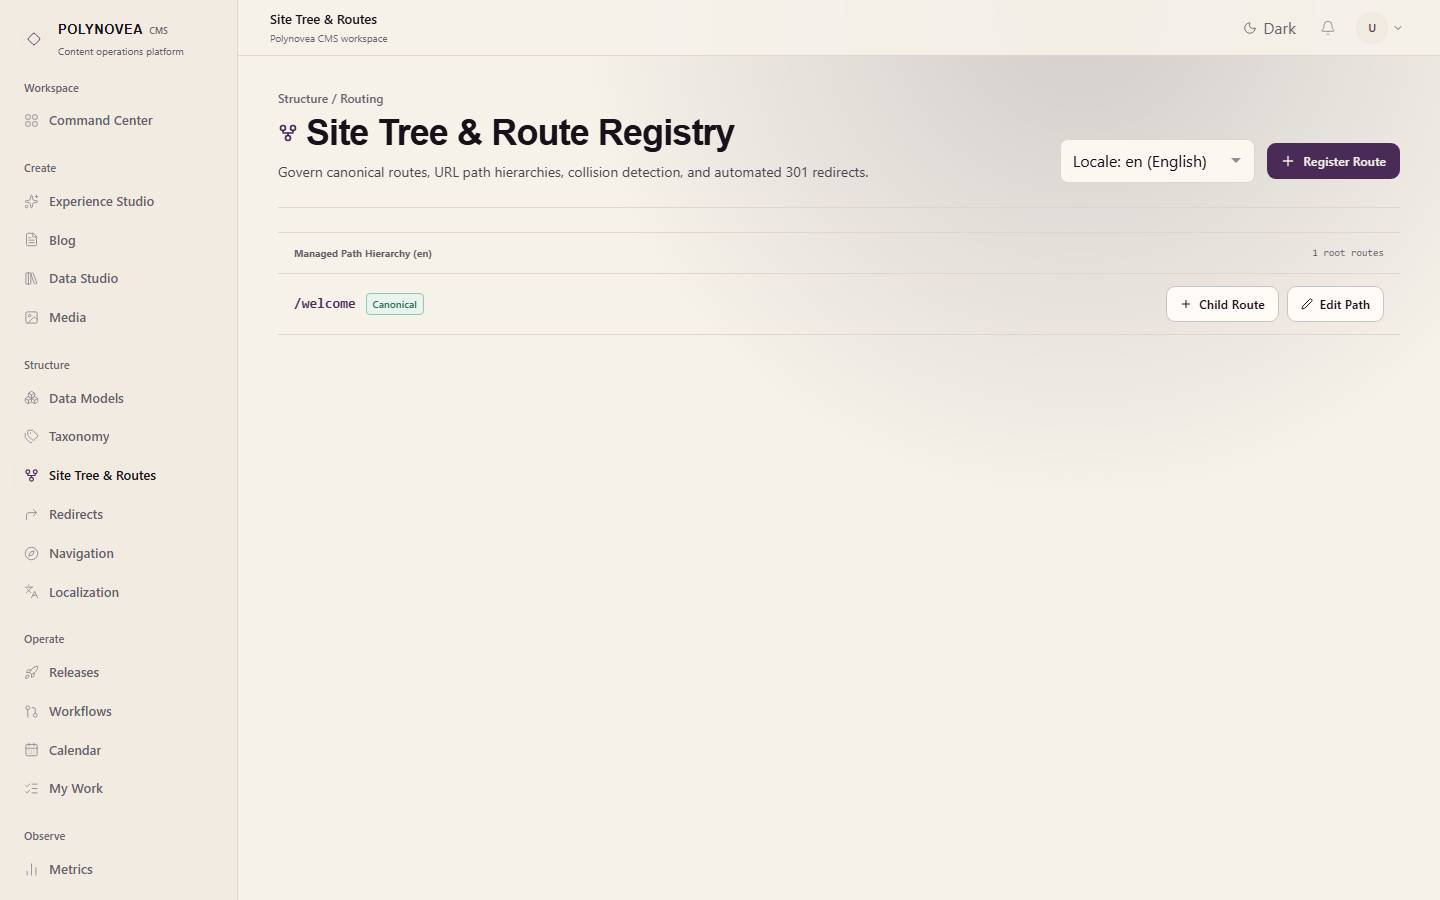 POLYNOVEA CMS
Content operations platform
Workspace
Command Center
Create
Experience Studio
Blog
Data Studio
Media
Structure
Data Models
Taxonomy
Site Tree & Routes
Redirects
Navigation
Localization
Operate
Releases
Workflows
Calendar
My Work
Observe
Metrics
Site Tree & Routes
Polynovea CMS workspace
Dark
U
Structure / Routing
Site Tree & Route Registry
Govern canonical routes, URL path hierarchies, collision detection, and automated 301 redirects.
Locale: en (English)
Register Route
Managed Path Hierarchy (en)
1 root routes
/welcome Canonical
Child Route
Edit Path